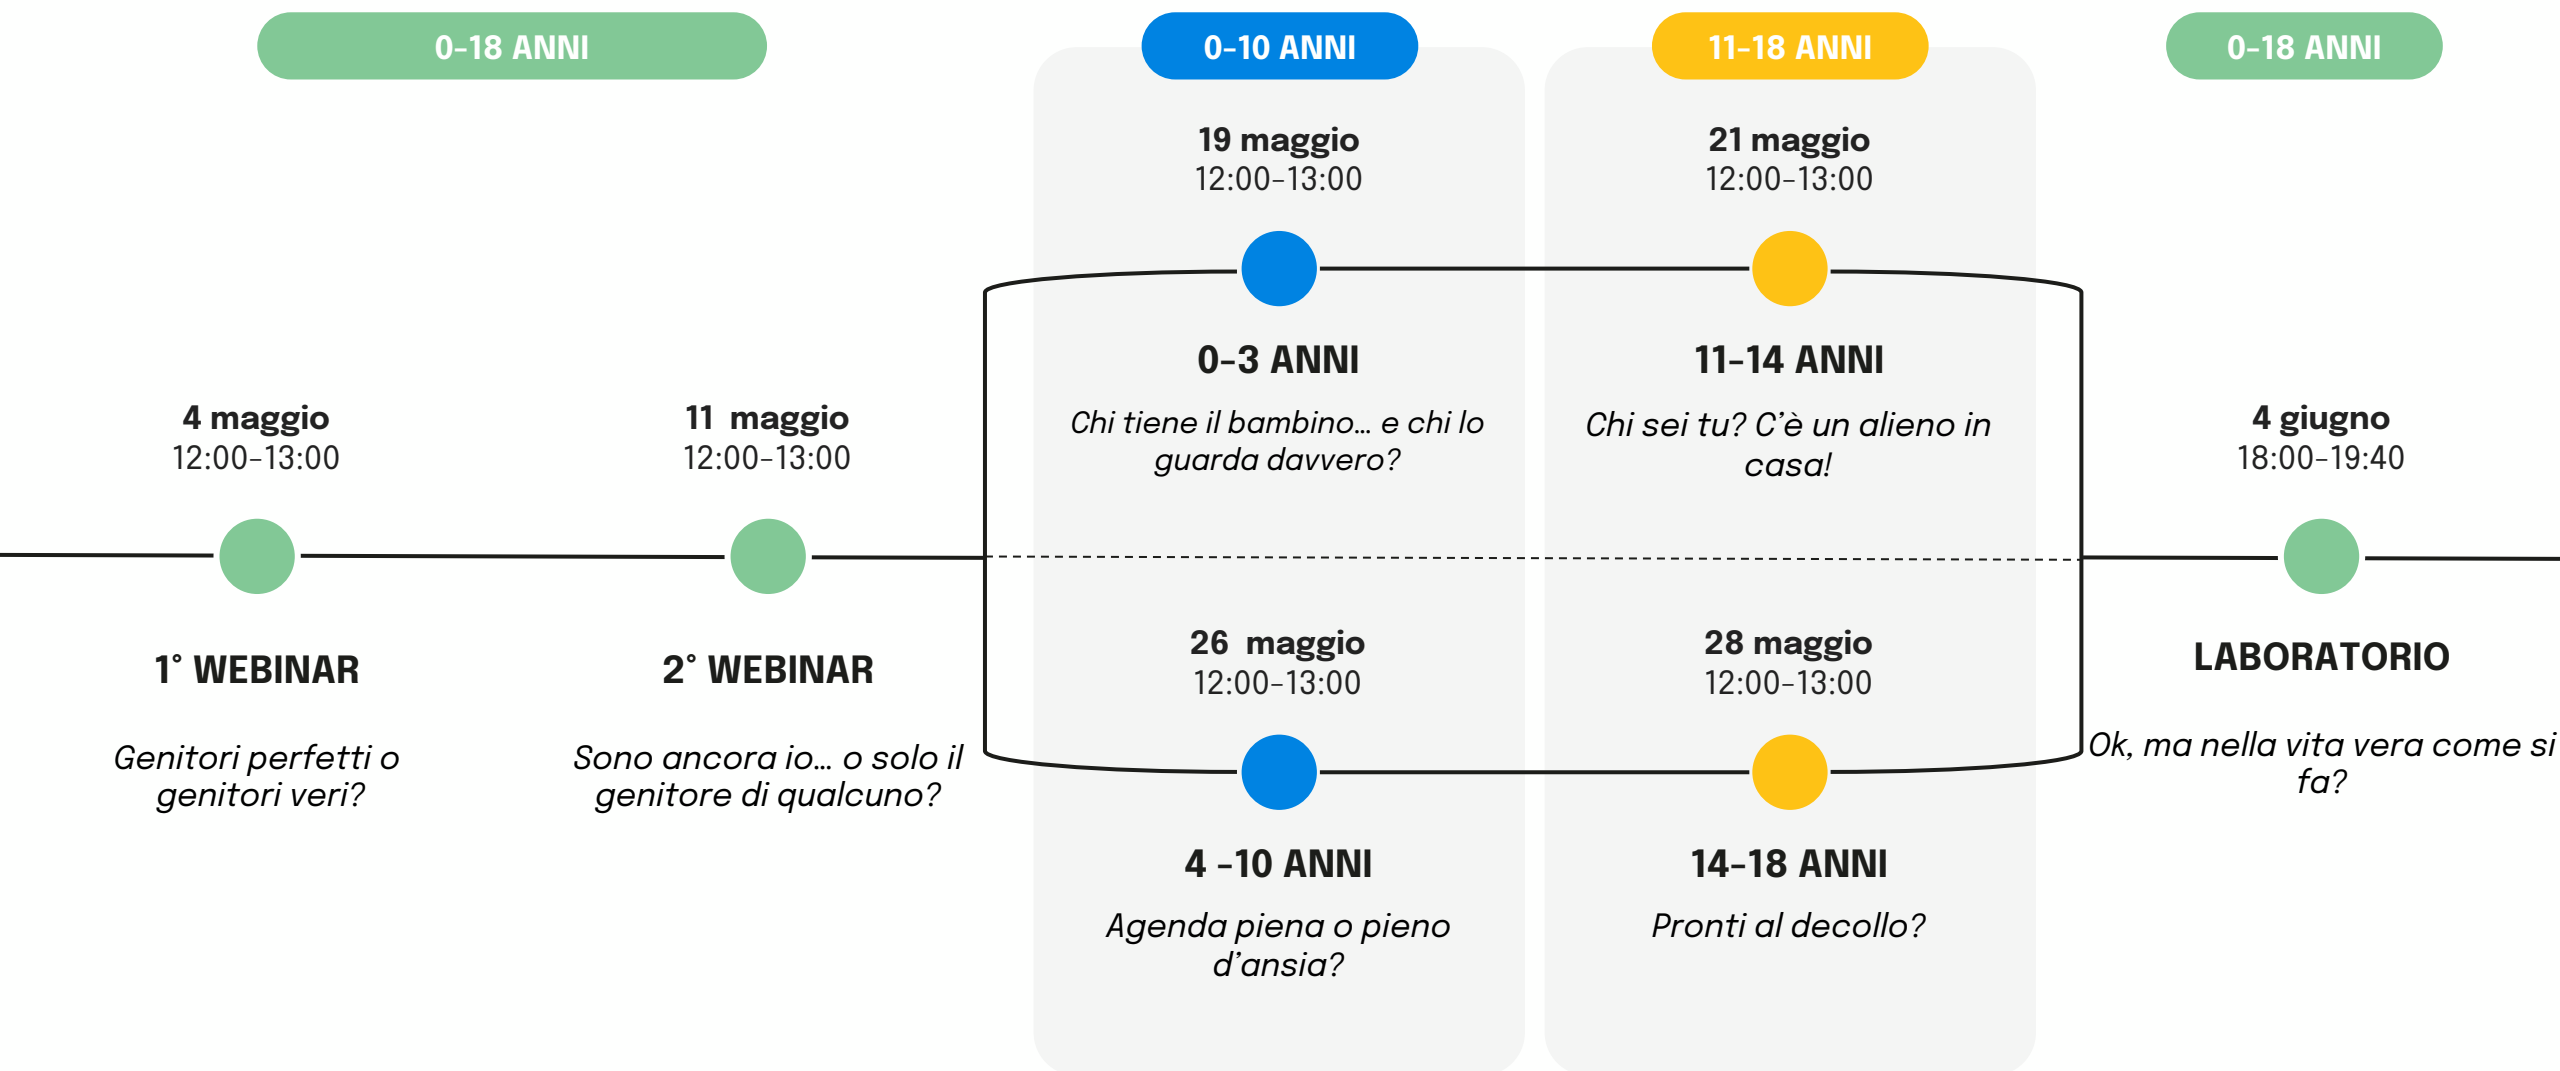 0–18 ANNI
4 maggio
12:00–13:00
1° WEBINAR
Genitori perfetti o
genitori veri?
11 maggio
12:00–13:00
2° WEBINAR
Sono ancora io... o solo il
genitore di qualcuno?
0–10 ANNI
19 maggio
12:00–13:00
0–3 ANNI
Chi tiene il bambino... e chi lo
guarda davvero?
26 maggio
12:00–13:00
4 –10 ANNI
Agenda piena o pieno
d’ansia?
11–18 ANNI
21 maggio
12:00–13:00
11–14 ANNI
Chi sei tu? C’è un alieno in
casa!
28 maggio
12:00–13:00
14–18 ANNI
Pronti al decollo?
0–18 ANNI
4 giugno
18:00–19:40
LABORATORIO
Ok, ma nella vita vera come si
fa?